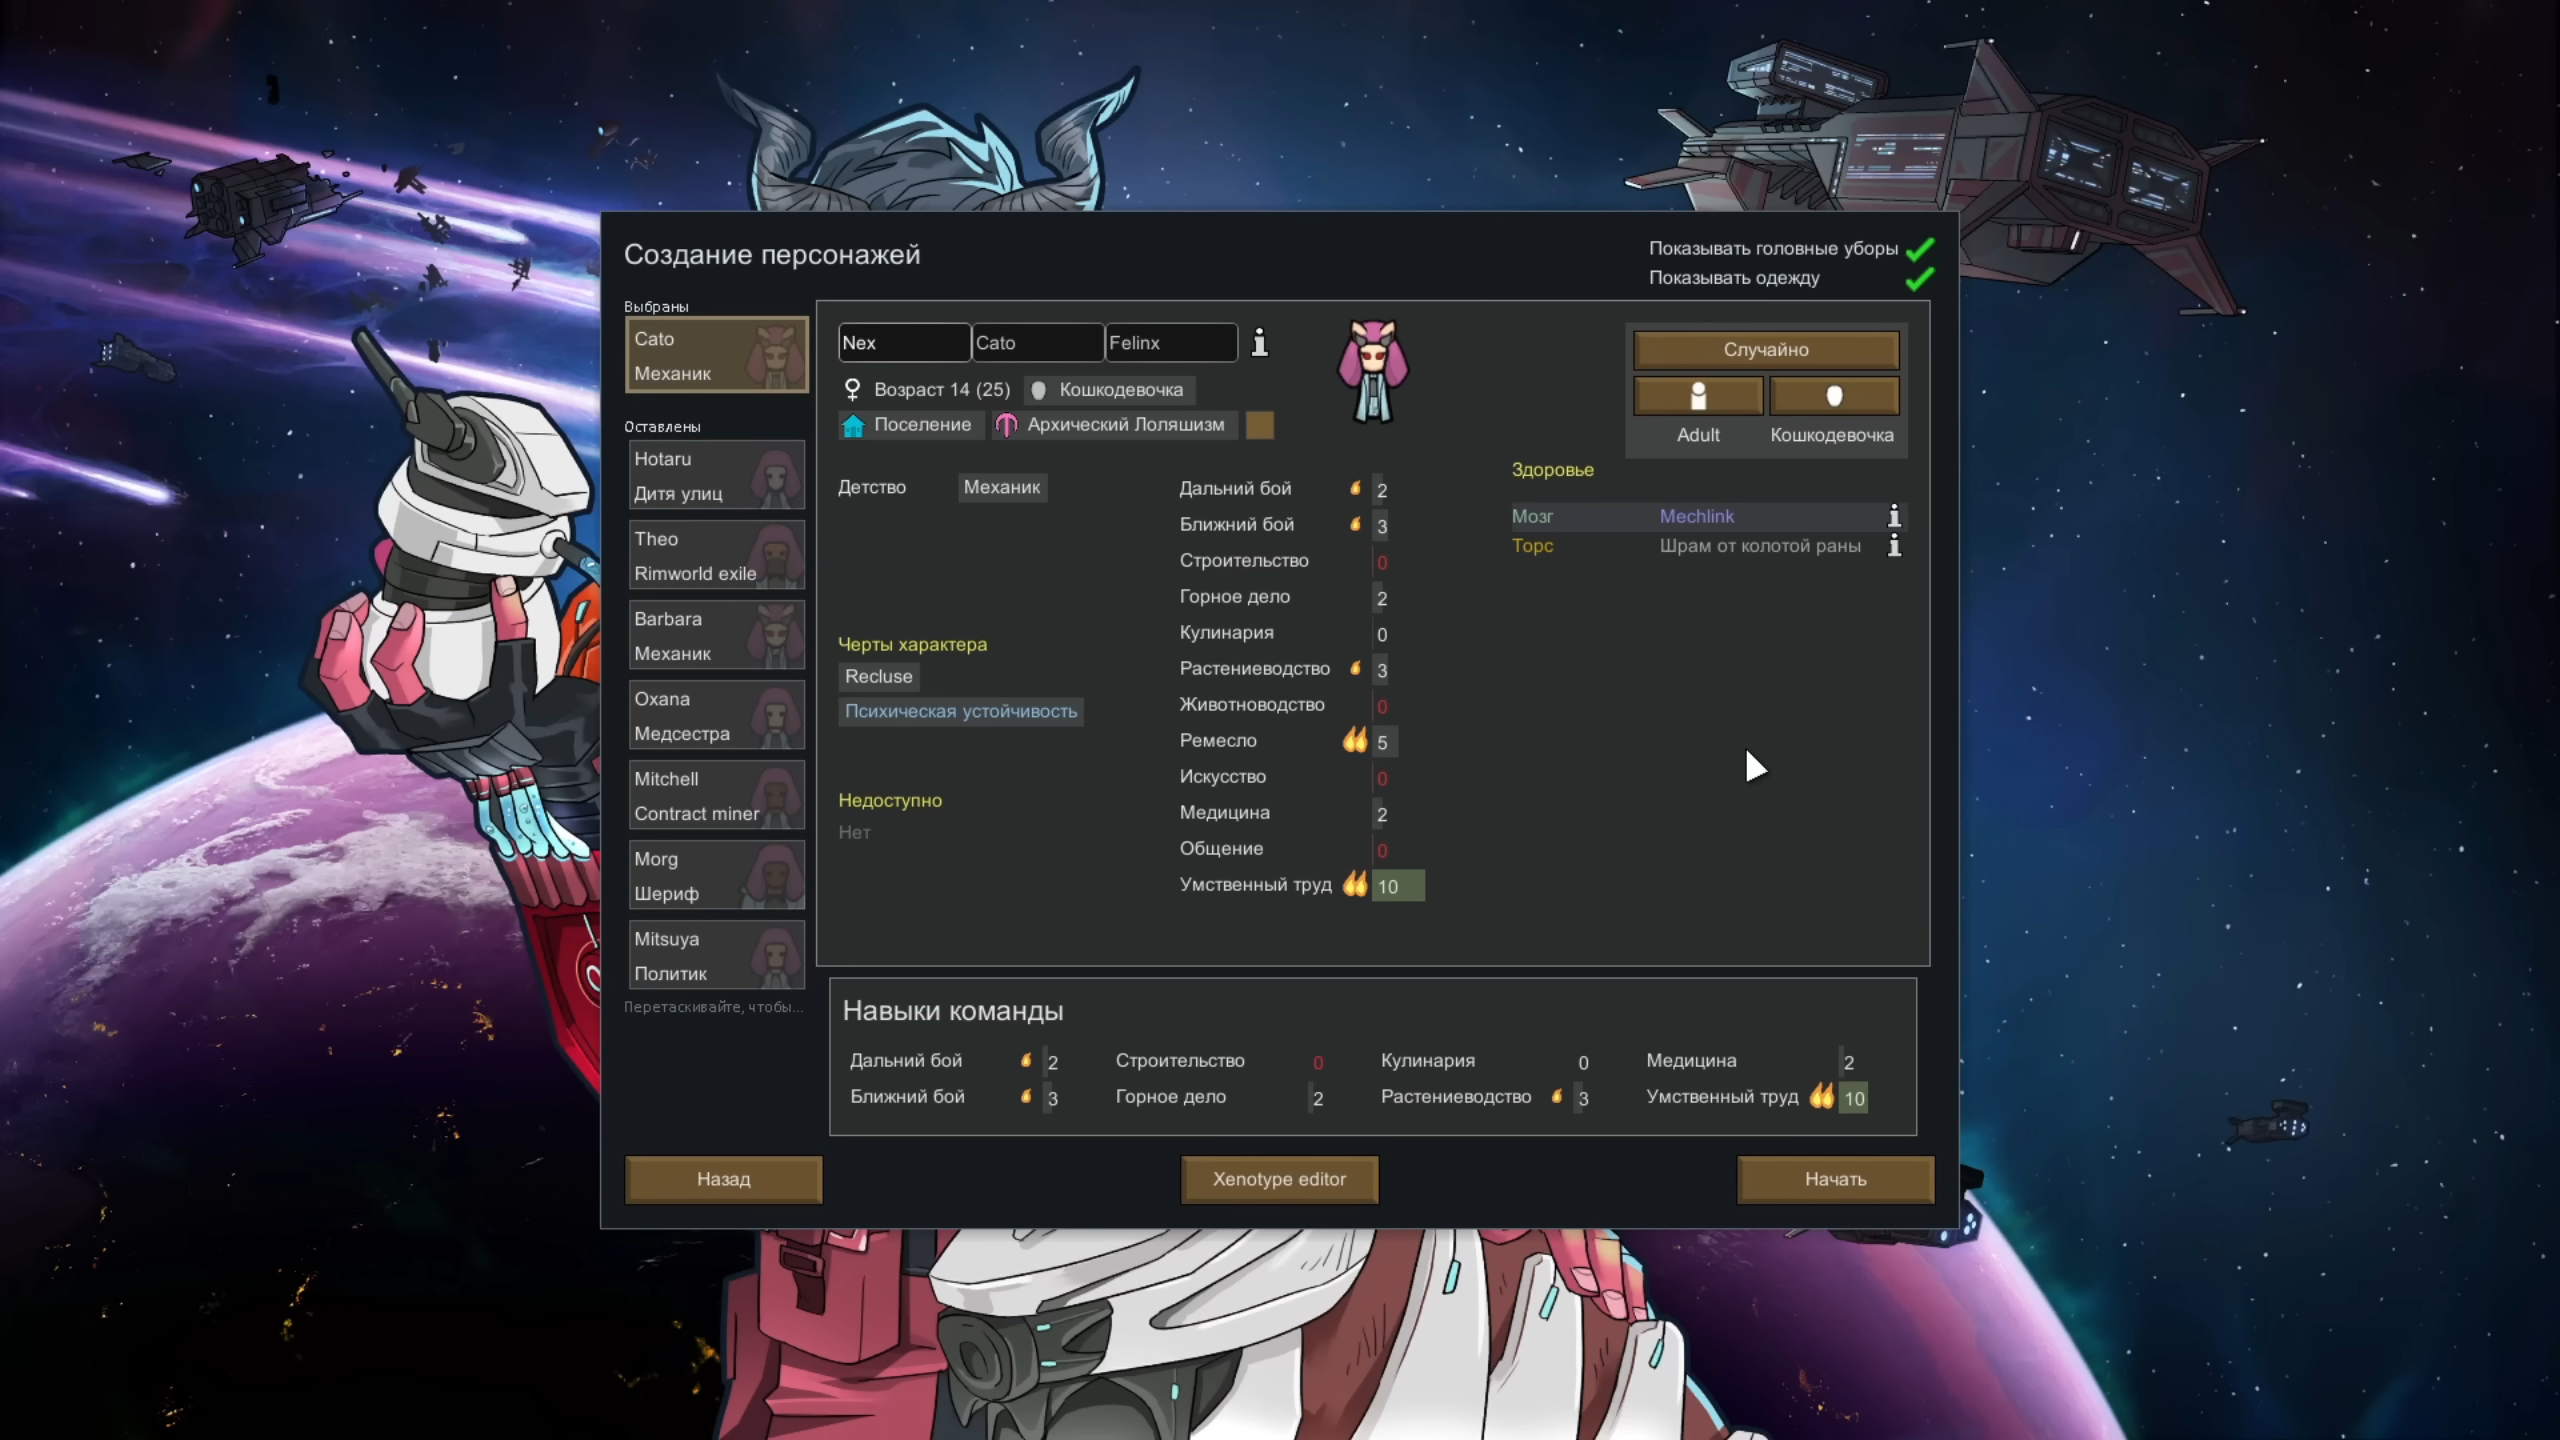 Создание персонажей
Показывать головные уборы
Показывать одежду
Выбраны
Cato
Механик
Оставлены
Hotaru
Дитя улиц
Theo
Rimworld exile
Barbara
Механик
Oxana
Медсестра
Mitchell
Contract miner
Morg
Шериф
Mitsuya
Политик
Перетаскивайте, чтобы...
Nex
Cato
Felinx
Возраст 14 (25)
Кошкодевочка
Поселение
Архический Лоляшизм
Детство
Механик
Черты характера
Recluse
Психическая устойчивость
Недоступно
Нет
Дальний бой 2
Ближний бой 3
Строительство 0
Горное дело 2
Кулинария 0
Растениеводство 3
Животноводство 0
Ремесло 5
Искусство 0
Медицина 2
Общение 0
Умственный труд 10
Случайно
Adult
Кошкодевочка
Здоровье
Мозг Mechlink
Торс Шрам от колотой раны
Навыки команды
Дальний бой 2 Строительство 0 Кулинария 0 Медицина 2
Ближний бой 3 Горное дело 2 Растениеводство 3 Умственный труд 10
Назад
Xenotype editor
Начать